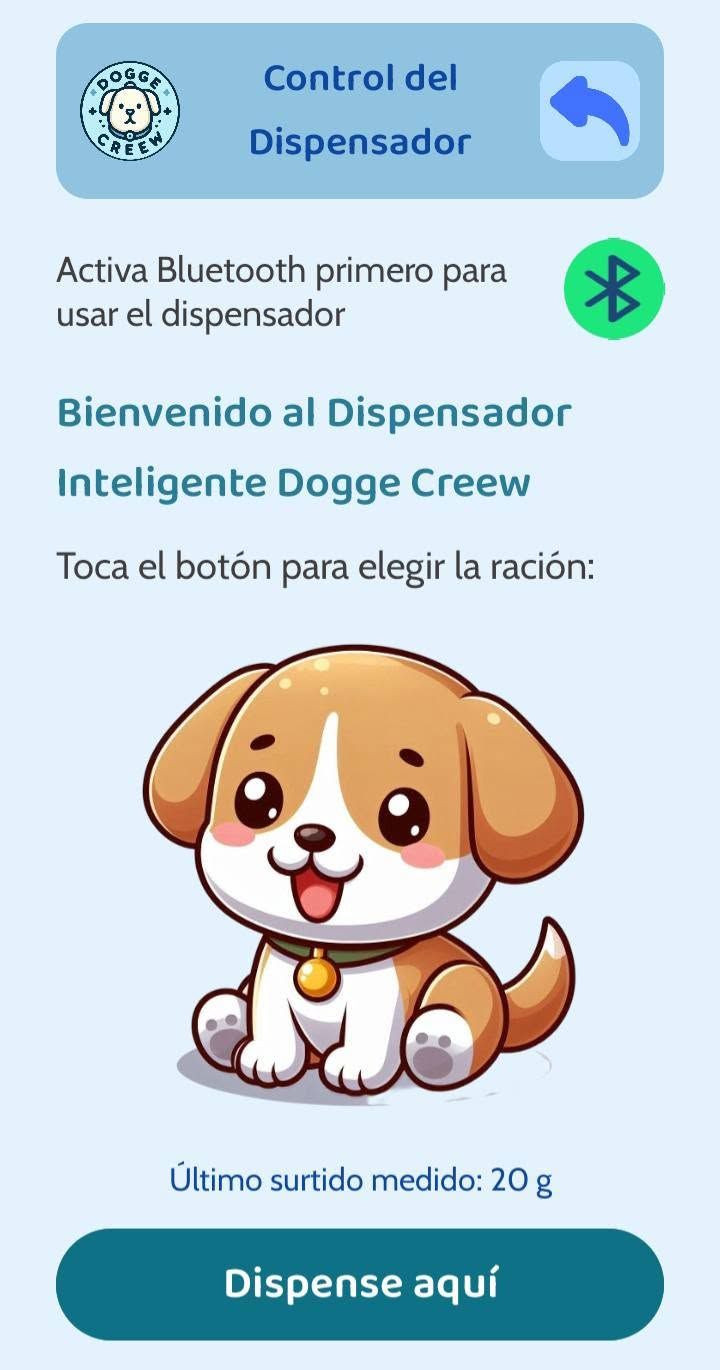 DOGGE
CREEW
Control del
Dispensador
Activa Bluetooth primero para
usar el dispensador
Bienvenido al Dispensador
Inteligente Dogge Creew
Toca el botón para elegir la ración:
Último surtido medido: 20 g
Dispense aquí